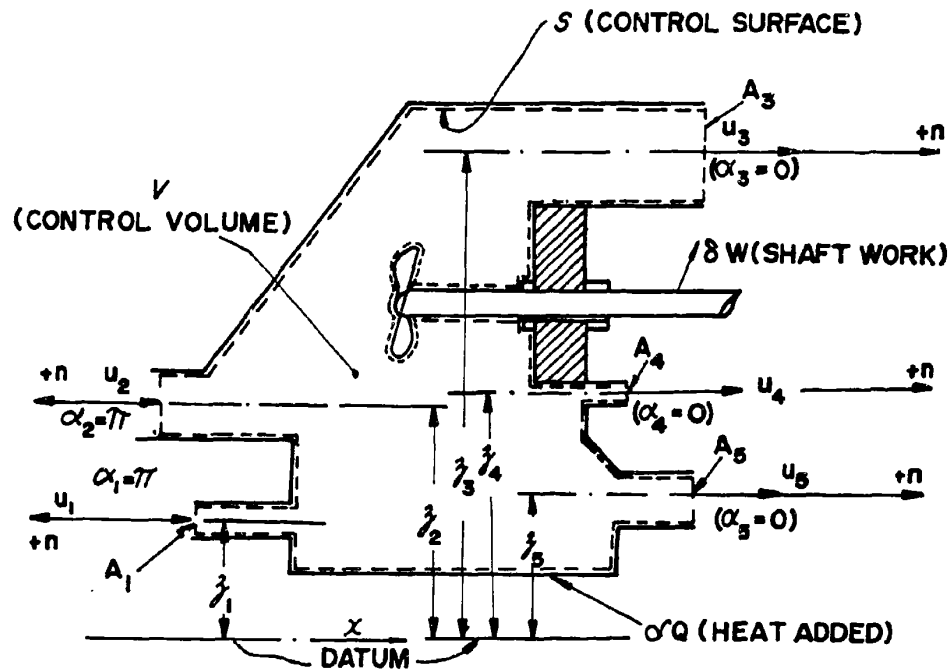 S (CONTROL SURFACE)
A₃
u₃
+n
(α₃=0)
V
(CONTROL VOLUME)
δW (SHAFT WORK)
A₄
+n
u₂
α₂=π
u₄
+n
(α₄=0)
A₅
α₁=π
u₁
+n
u₅
+n
(α₅=0)
A₁
z₁
z₂
z₃
z₄
z₅
x
DATUM
σQ (HEAT ADDED)